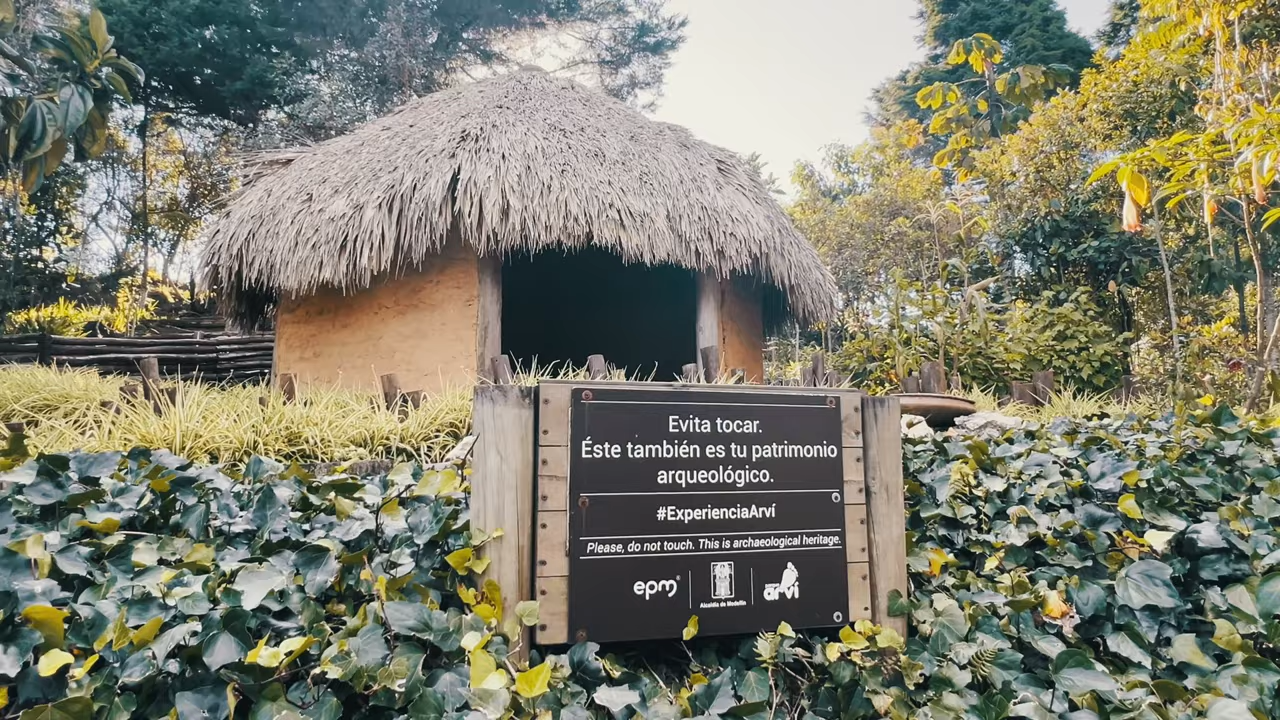 Evita tocar.
Éste también es tu patrimonio
arqueológico.
#ExperienciaArví
Please, do not touch. This is archaeological heritage.
epm®
Alcaldía de Medellín
arví